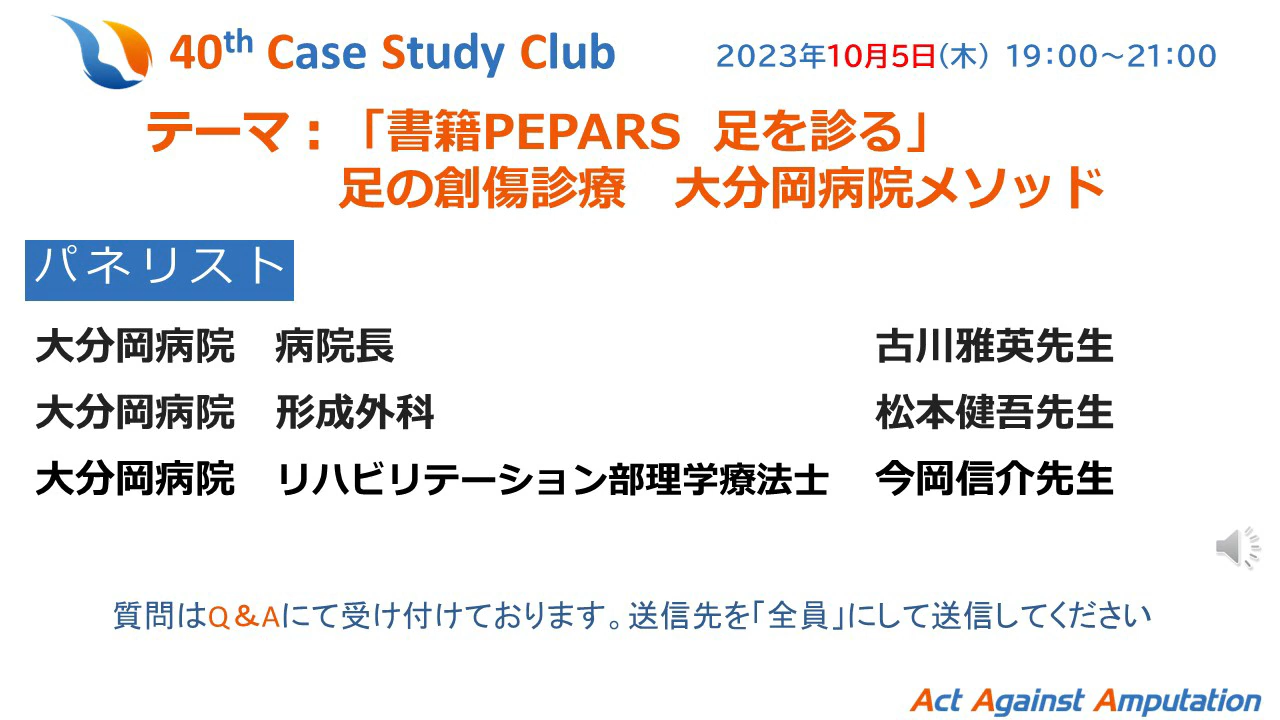 40th Case Study Club
2023年10月5日(木) 19:00～21:00
テーマ：「書籍PEPARS 足を診る」
足の創傷診療　大分岡病院メソッド
パネリスト
大分岡病院　病院長　古川雅英先生
大分岡病院　形成外科　松本健吾先生
大分岡病院　リハビリテーション部理学療法士　今岡信介先生
質問はQ＆Aにて受け付けております。送信先を「全員」にして送信してください
Act Against Amputation